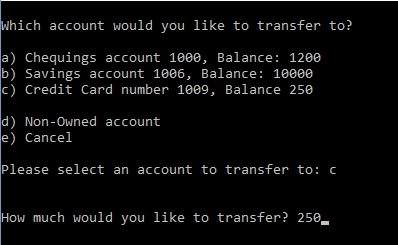 Which account would you like to transfer to?
a) Chequings account 1000, Balance: 1200
b) Savings account 1006, Balance: 10000
c) Credit Card number 1009, Balance 250
d) Non-Owned account
e) Cancel
Please select an account to transfer to: c
How much would you like to transfer? 250